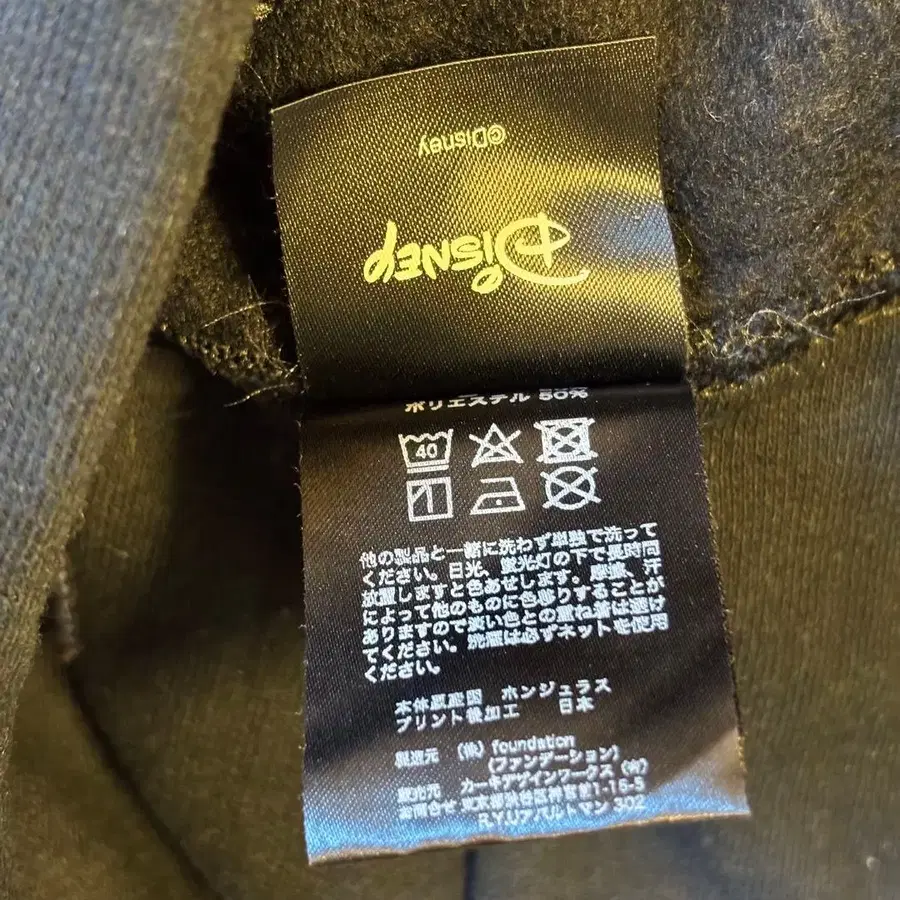 ©Disney
DISNEY
ポリエステル 50%
40
他の製品と一緒に洗わず単独で洗って
ください。日光、蛍光灯の下で長時間
放置しますと色あせします。摩擦、汗
によって他のものに色移りすることが
ありますので淡い色との重ね着は避け
てください。洗濯は必ずネットを使用
ください。
本体原産国 ホンジュラス
プリント後加工 日本
製造元 (株) foundation
(ファンデーション)
販売元 カーキデザインワークス (有)
お問合せ 東京都渋谷区神宮前1-15-5
R.Y.Uアパルトマン 302